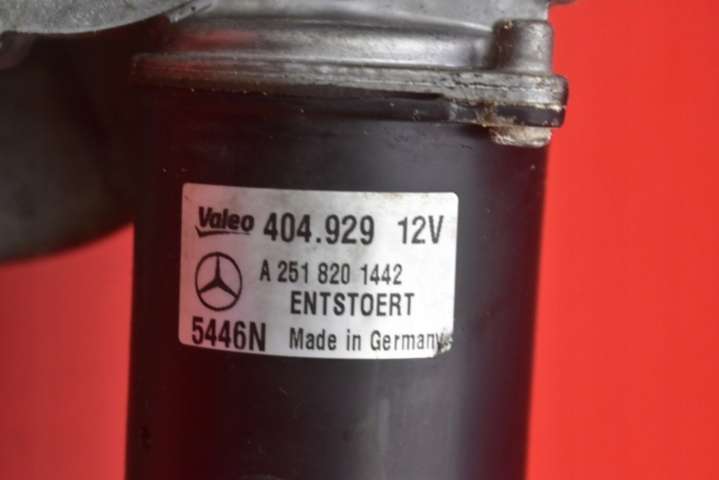 Valeo 404.929 12V
A 251 820 1442
ENTSTOERT
5446N Made in Germany